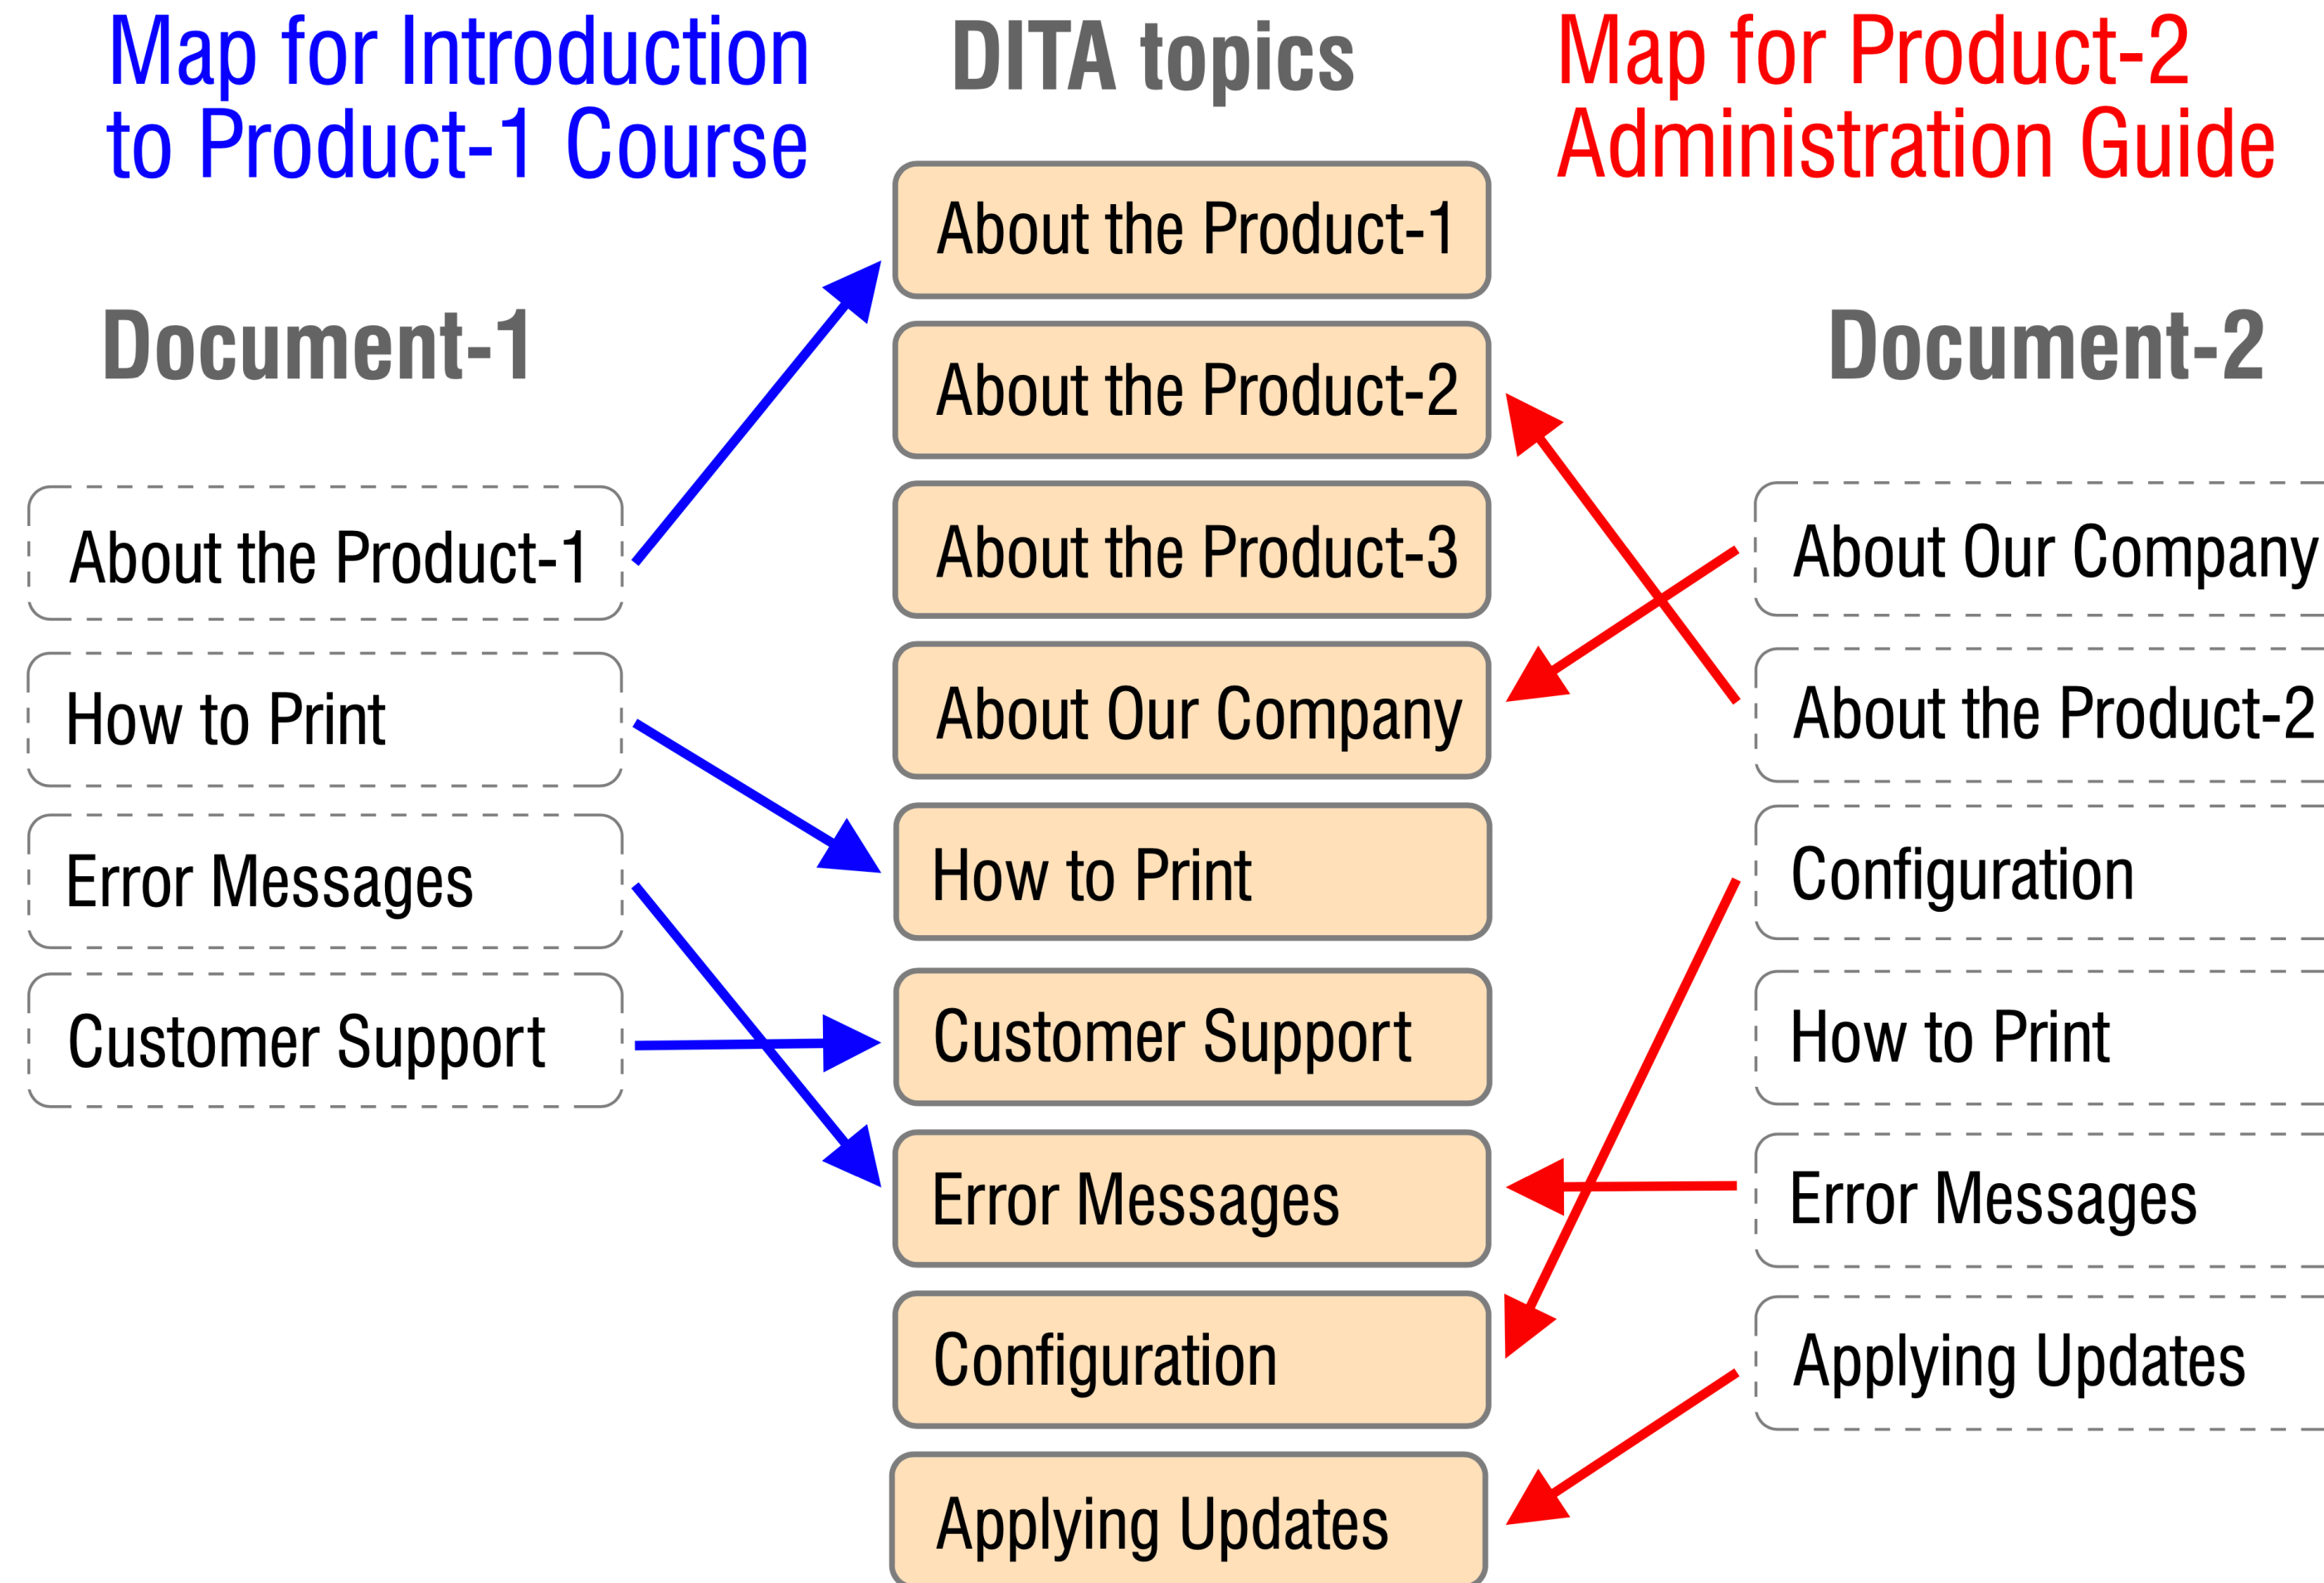 Map for Introduction
to Product-1 Course
Document-1
About the Product-1
How to Print
Error Messages
Customer Support
DITA topics
About the Product-1
About the Product-2
About the Product-3
About Our Company
How to Print
Customer Support
Error Messages
Configuration
Applying Updates
Map for Product-2
Administration Guide
Document-2
About Our Company
About the Product-2
Configuration
How to Print
Error Messages
Applying Updates